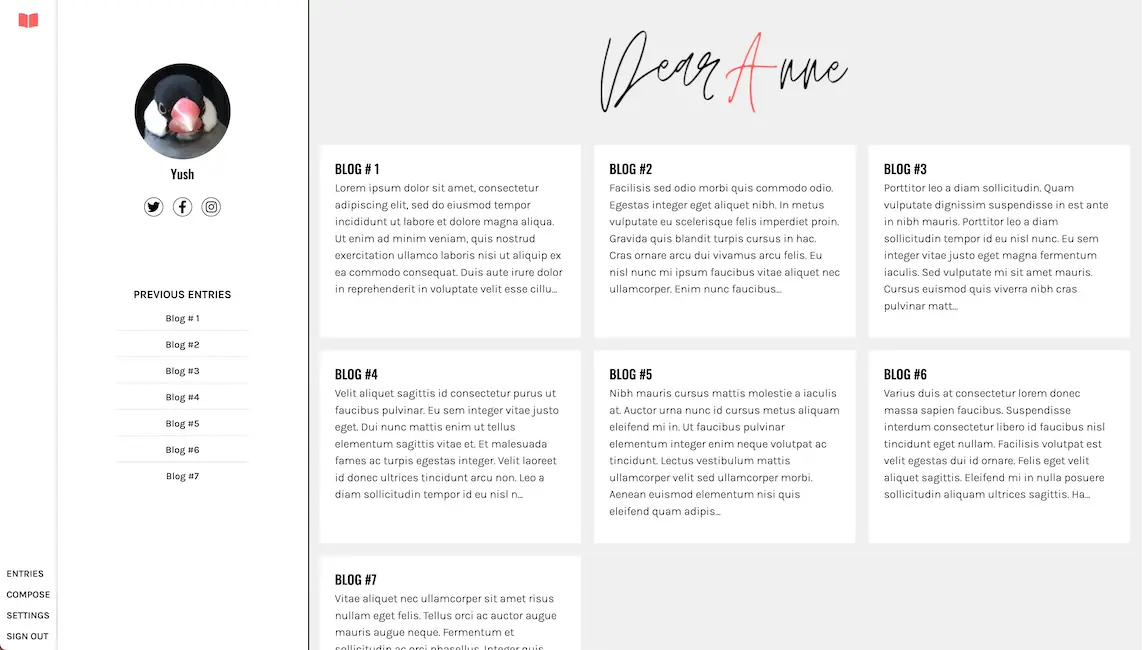 Yush
PREVIOUS ENTRIES
Blog # 1
Blog #2
Blog #3
Blog #4
Blog #5
Blog #6
Blog #7
ENTRIES
COMPOSE
SETTINGS
SIGN OUT
Dear Anne
BLOG # 1
Lorem ipsum dolor sit amet, consectetur
adipiscing elit, sed do eiusmod tempor
incididunt ut labore et dolore magna aliqua.
Ut enim ad minim veniam, quis nostrud
exercitation ullamco laboris nisi ut aliquip ex
ea commodo consequat. Duis aute irure dolor
in reprehenderit in voluptate velit esse cillu...
BLOG #2
Facilisis sed odio morbi quis commodo odio.
Egestas integer eget aliquet nibh. In metus
vulputate eu scelerisque felis imperdiet proin.
Gravida quis blandit turpis cursus in hac.
Cras ornare arcu dui vivamus arcu felis. Eu
nisl nunc mi ipsum faucibus vitae aliquet nec
ullamcorper. Enim nunc faucibus...
BLOG #3
Porttitor leo a diam sollicitudin. Quam
vulputate dignissim suspendisse in est ante
in nibh mauris. Porttitor leo a diam
sollicitudin tempor id eu nisl nunc. Eu sem
integer vitae justo eget magna fermentum
iaculis. Sed vulputate mi sit amet mauris.
Cursus euismod quis viverra nibh cras
pulvinar matt...
BLOG #4
Velit aliquet sagittis id consectetur purus ut
faucibus pulvinar. Eu sem integer vitae justo
eget. Dui nunc mattis enim ut tellus
elementum sagittis vitae et. Et malesuada
fames ac turpis egestas integer. Velit laoreet
id donec ultrices tincidunt arcu non. Leo a
diam sollicitudin tempor id eu nisl n...
BLOG #5
Nibh mauris cursus mattis molestie a iaculis
at. Auctor urna nunc id cursus metus aliquam
eleifend mi in. Ut faucibus pulvinar
elementum integer enim neque volutpat ac
tincidunt. Lectus vestibulum mattis
ullamcorper velit sed ullamcorper morbi.
Aenean euismod elementum nisi quis
eleifend quam adipis...
BLOG #6
Varius duis at consectetur lorem donec
massa sapien faucibus. Suspendisse
interdum consectetur libero id faucibus nisl
tincidunt eget nullam. Facilisis volutpat est
velit egestas dui id ornare. Felis eget velit
aliquet sagittis. Eleifend mi in nulla posuere
sollicitudin aliquam ultrices sagittis. Ha...
BLOG #7
Vitae aliquet nec ullamcorper sit amet risus
nullam eget felis. Tellus orci ac auctor augue
mauris augue neque. Fermentum et
sollicitudin ac orci phasellus. Integer quis